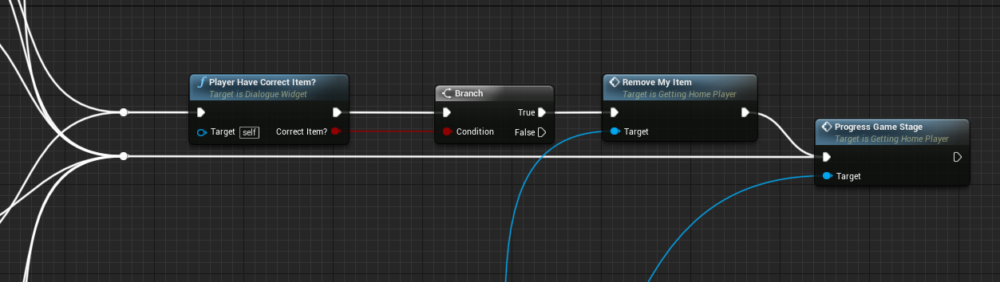 Player Have Correct Item?
Target is Dialogue Widget
Target self Correct Item?
Branch
True
Condition False
Remove My Item
Target is Getting Home Player
Target
Progress Game Stage
Target is Getting Home Player
Target